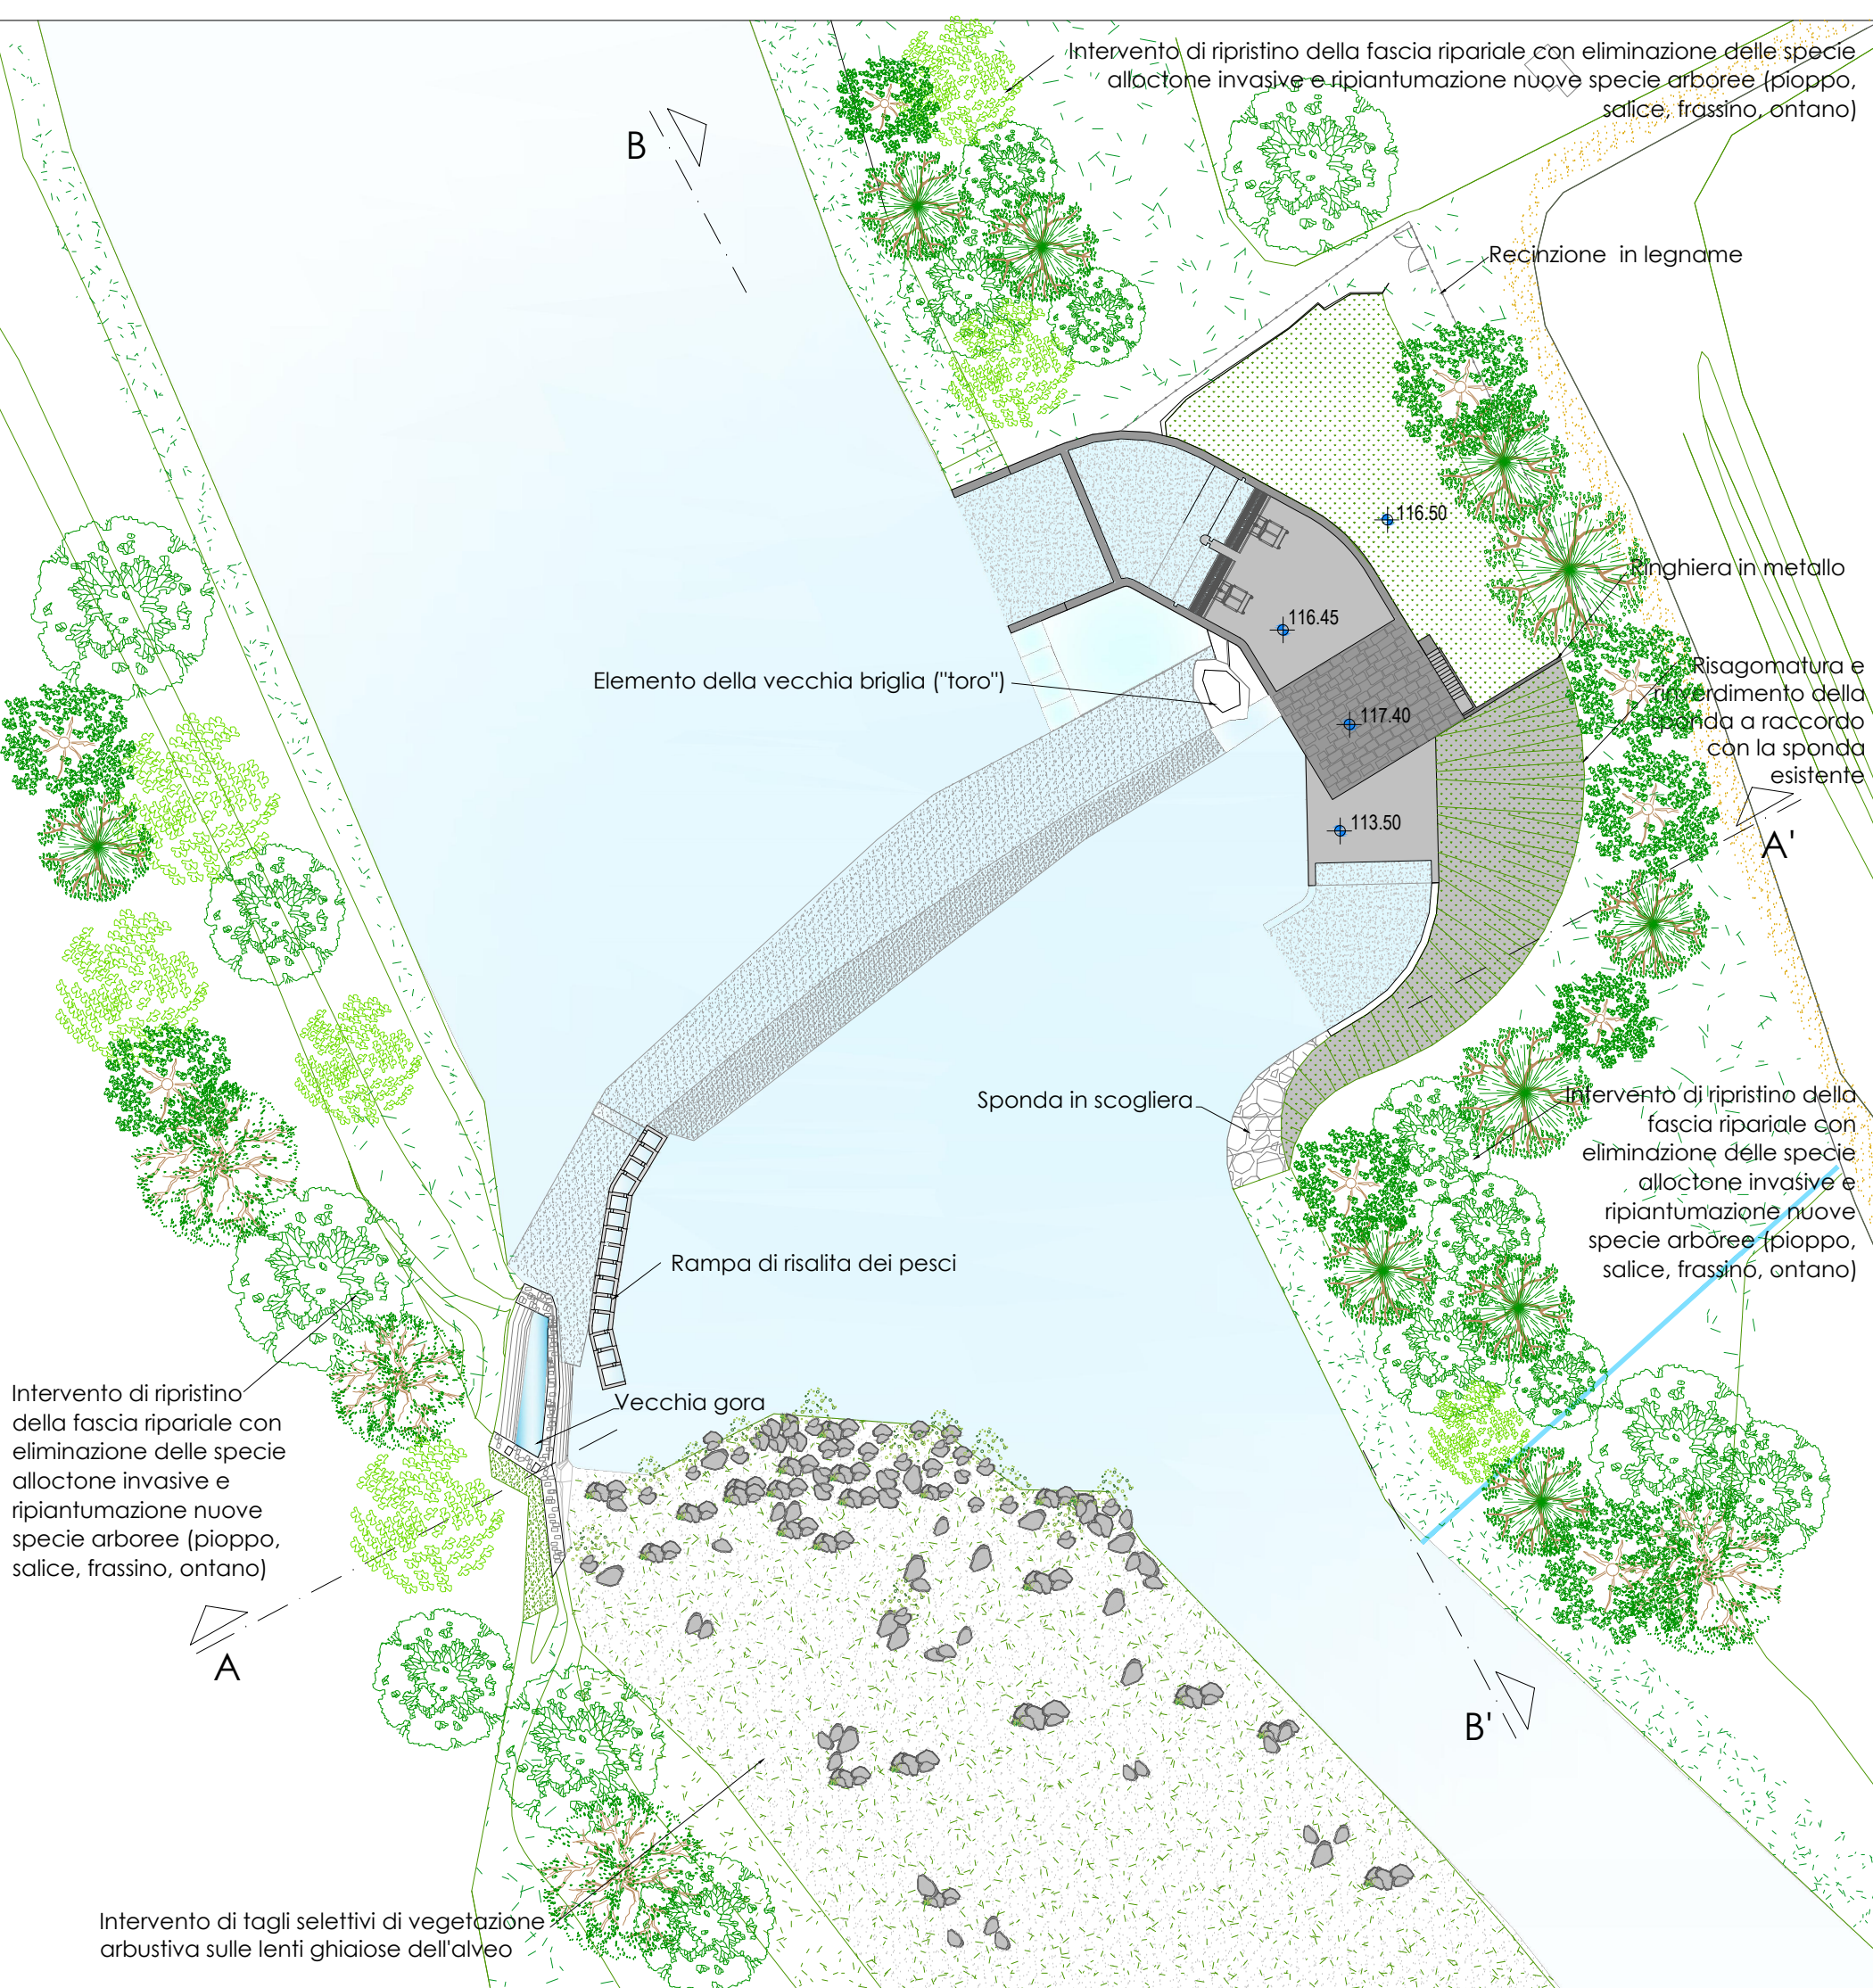 Intervento di ripristino della fascia ripariale con eliminazione delle specie
alloctone invasive e ripiantumazione nuove specie arboree (pioppo,
salice, frassino, ontano)
B
Recinzione in legname
116.50
Ringhiera in metallo
116.45
Elemento della vecchia briglia ("toro")
Risagomatura e
rinverdimento della
sponda a raccordo
con la sponda
esistente
117.40
113.50
A'
Sponda in scogliera
Intervento di ripristino della
fascia ripariale con
eliminazione delle specie
alloctone invasive e
ripiantumazione nuove
specie arboree (pioppo,
salice, frassino, ontano)
Rampa di risalita dei pesci
Vecchia gora
Intervento di ripristino
della fascia ripariale con
eliminazione delle specie
alloctone invasive e
ripiantumazione nuove
specie arboree (pioppo,
salice, frassino, ontano)
A
B'
Intervento di tagli selettivi di vegetazione
arbustiva sulle lenti ghiaiose dell'alveo